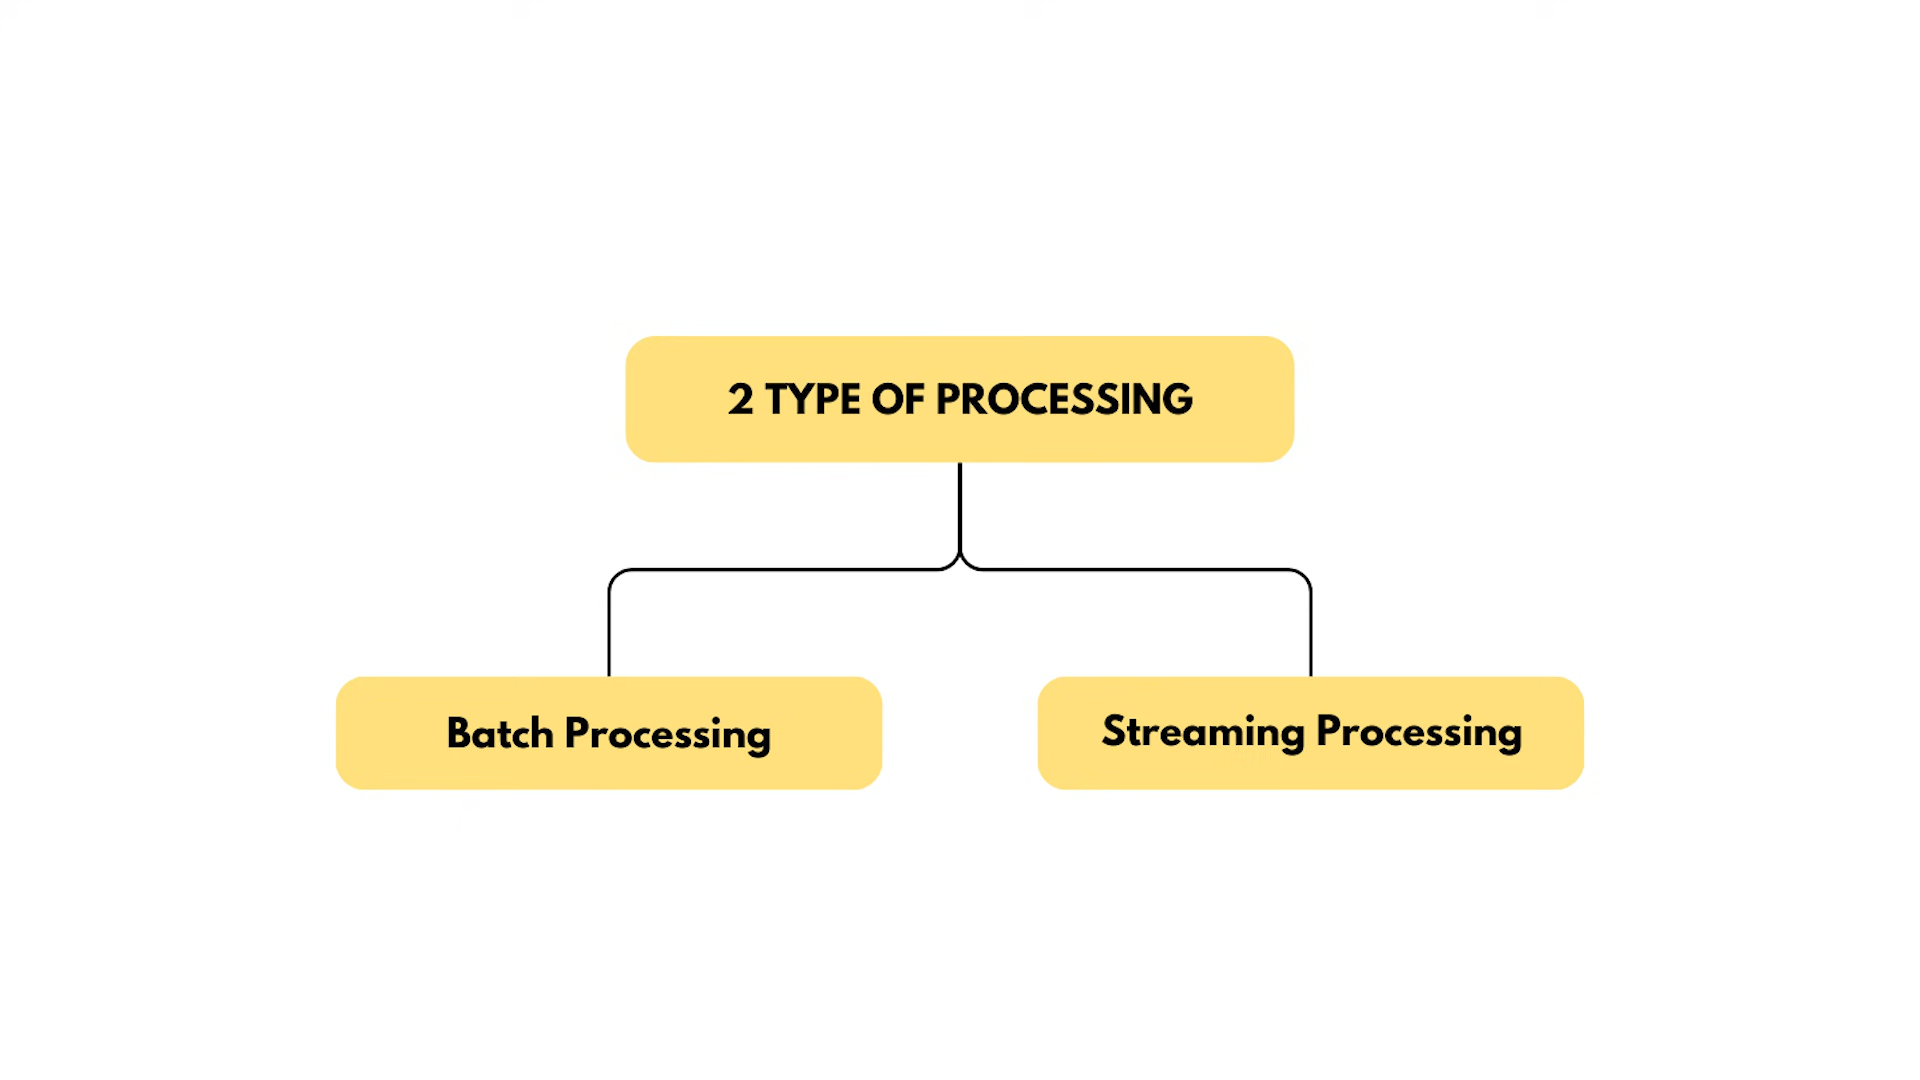 2 TYPE OF PROCESSING
Batch Processing
Streaming Processing